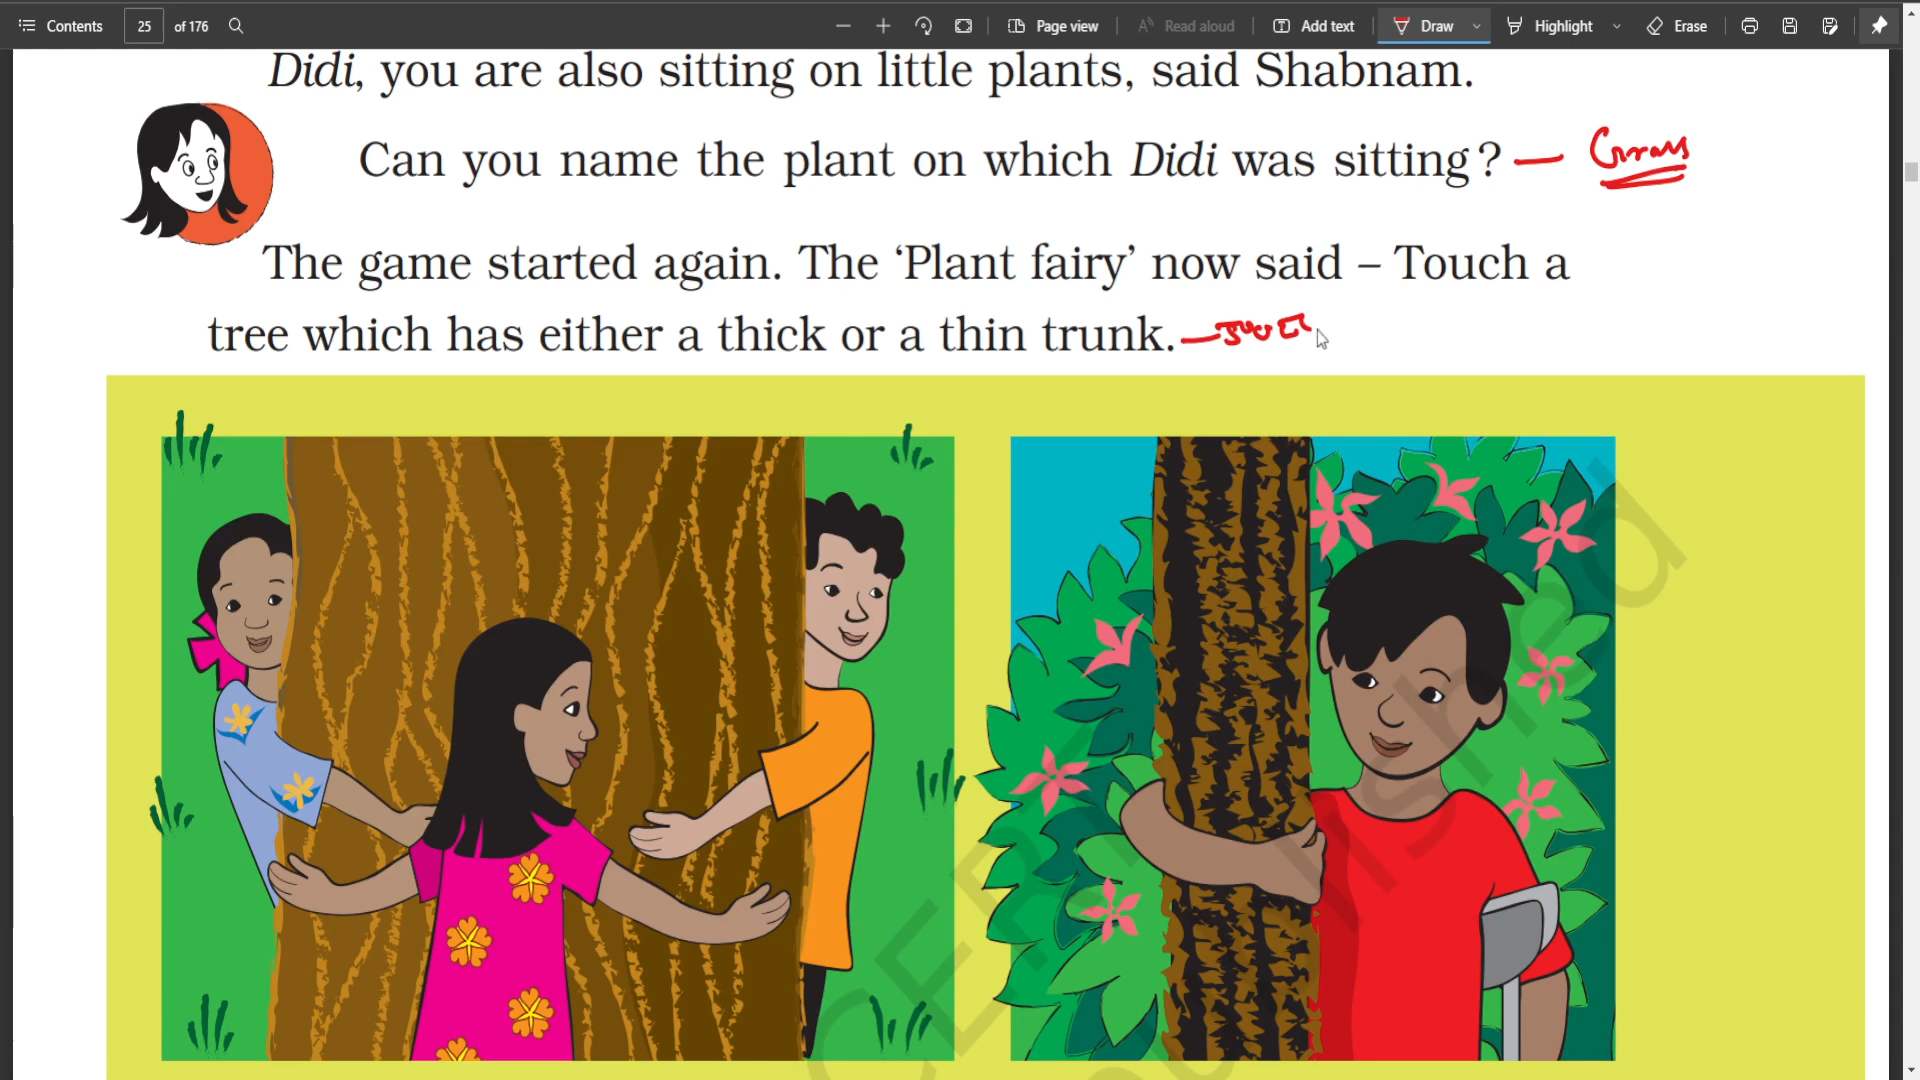 Contents 25 of 176 Page view Read aloud Add text Draw Highlight Erase
Didi, you are also sitting on little plants, said Shabnam.
Can you name the plant on which Didi was sitting? — Grass
The game started again. The ‘Plant fairy’ now said – Touch a
tree which has either a thick or a thin trunk. —